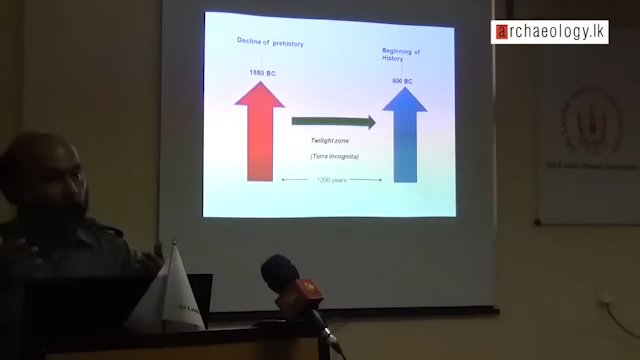 archaeology.lk
Decline of prehistory
1880 BC
Beginning of
History
600 BC
Twilight zone
(Terra incognita)
1200 years